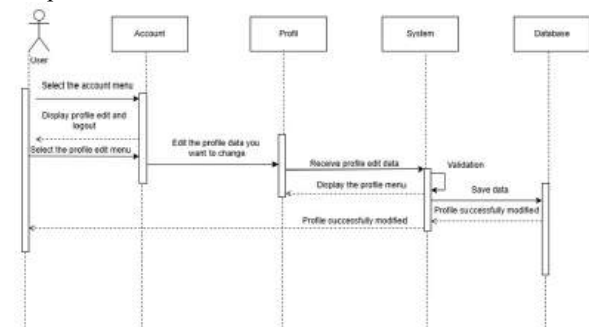 Account
Profil
System
Database
User
Select the account menu
Display profile edit and
logout
Select the profile edit menu
Edit the profile data you
want to change
Receive profile edit data
Validation
Display the profile menu
Save data
Profile successfully modified
Profile successfully modified